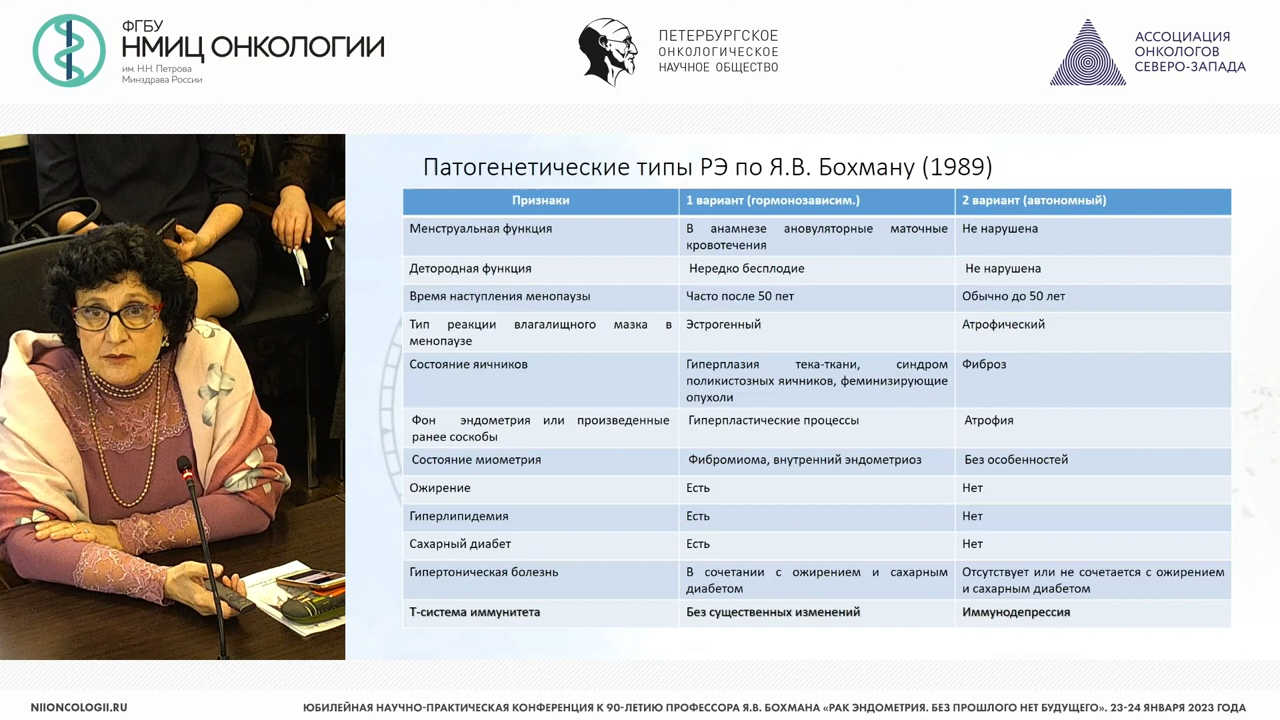 ФГБУ
НМИЦ ОНКОЛОГИИ
им. Н.Н. Петрова
Минздрава России
ПЕТЕРБУРГСКОЕ
ОНКОЛОГИЧЕСКОЕ
НАУЧНОЕ ОБЩЕСТВО
АССОЦИАЦИЯ
ОНКОЛОГОВ
СЕВЕРО-ЗАПАДА
Патогенетические типы РЭ по Я.В. Бохману (1989)
Признаки 1 вариант (гормонозависим.) 2 вариант (автономный)
Менструальная функция В анамнезе ановуляторные маточные Не нарушена
кровотечения
Детородная функция Нередко бесплодие Не нарушена
Время наступления менопаузы Часто после 50 пет Обычно до 50 лет
Тип реакции влагалищного мазка в Эстрогенный Атрофический
менопаузе
Состояние яичников Гиперплазия тека-ткани, синдром Фиброз
поликистозных яичников, феминизирующие
опухоли
Фон эндометрия или произведенные Гиперпластические процессы Атрофия
ранее соскобы
Состояние миометрия Фибромиома, внутренний эндометриоз Без особенностей
Ожирение Есть Нет
Гиперлипидемия Есть Нет
Сахарный диабет Есть Нет
Гипертоническая болезнь В сочетании с ожирением и сахарным Отсутствует или не сочетается с ожирением
диабетом и сахарным диабетом
Т-система иммунитета Без существенных изменений Иммунодепрессия
NIIONCOLOGII.RU ЮБИЛЕЙНАЯ НАУЧНО-ПРАКТИЧЕСКАЯ КОНФЕРЕНЦИЯ К 90-ЛЕТИЮ ПРОФЕССОРА Я.В. БОХМАНА «РАК ЭНДОМЕТРИЯ. БЕЗ ПРОШЛОГО НЕТ БУДУЩЕГО». 23-24 ЯНВАРЯ 2023 ГОДА